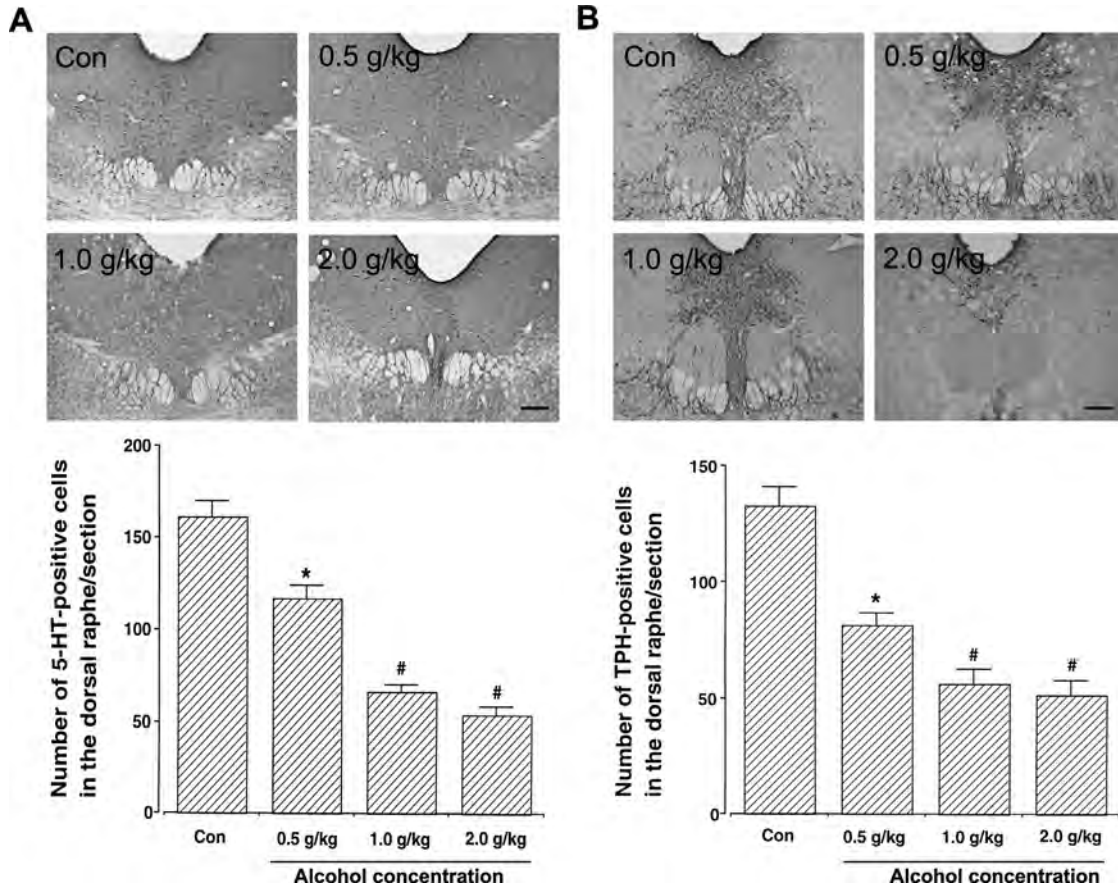 A
Con
0.5 g/kg
1.0 g/kg
2.0 g/kg
Number of 5-HT-positive cells
in the dorsal raphe/section
200
150
100
50
0
*
#
#
Con
0.5 g/kg
1.0 g/kg
2.0 g/kg
Alcohol concentration
B
Con
0.5 g/kg
1.0 g/kg
2.0 g/kg
Number of TPH-positive cells
in the dorsal raphe/section
150
100
50
0
*
#
#
Con
0.5 g/kg
1.0 g/kg
2.0 g/kg
Alcohol concentration